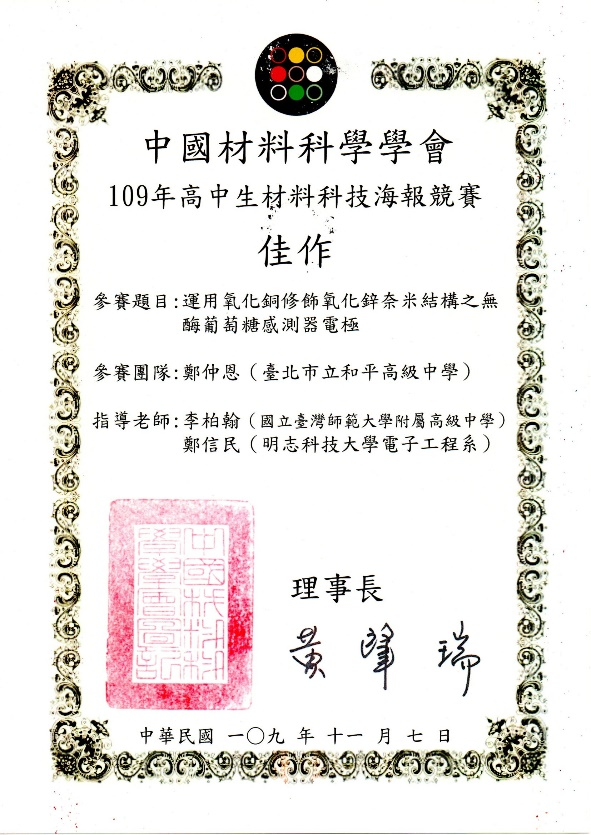 中國材料科學學會
109年高中生材料科技海報競賽
佳作
參賽題目:運用氧化銅修飾氧化鋅奈米結構之無
酶葡萄糖感測器電極
參賽團隊:鄭仲恩(臺北市立和平高級中學)
指導老師:李柏翰(國立臺灣師範大學附屬高級中學)
鄭信民(明志科技大學電子工程系)
理事長
黃峰瑞
中華民國 一〇九 年 十一 月 七 日